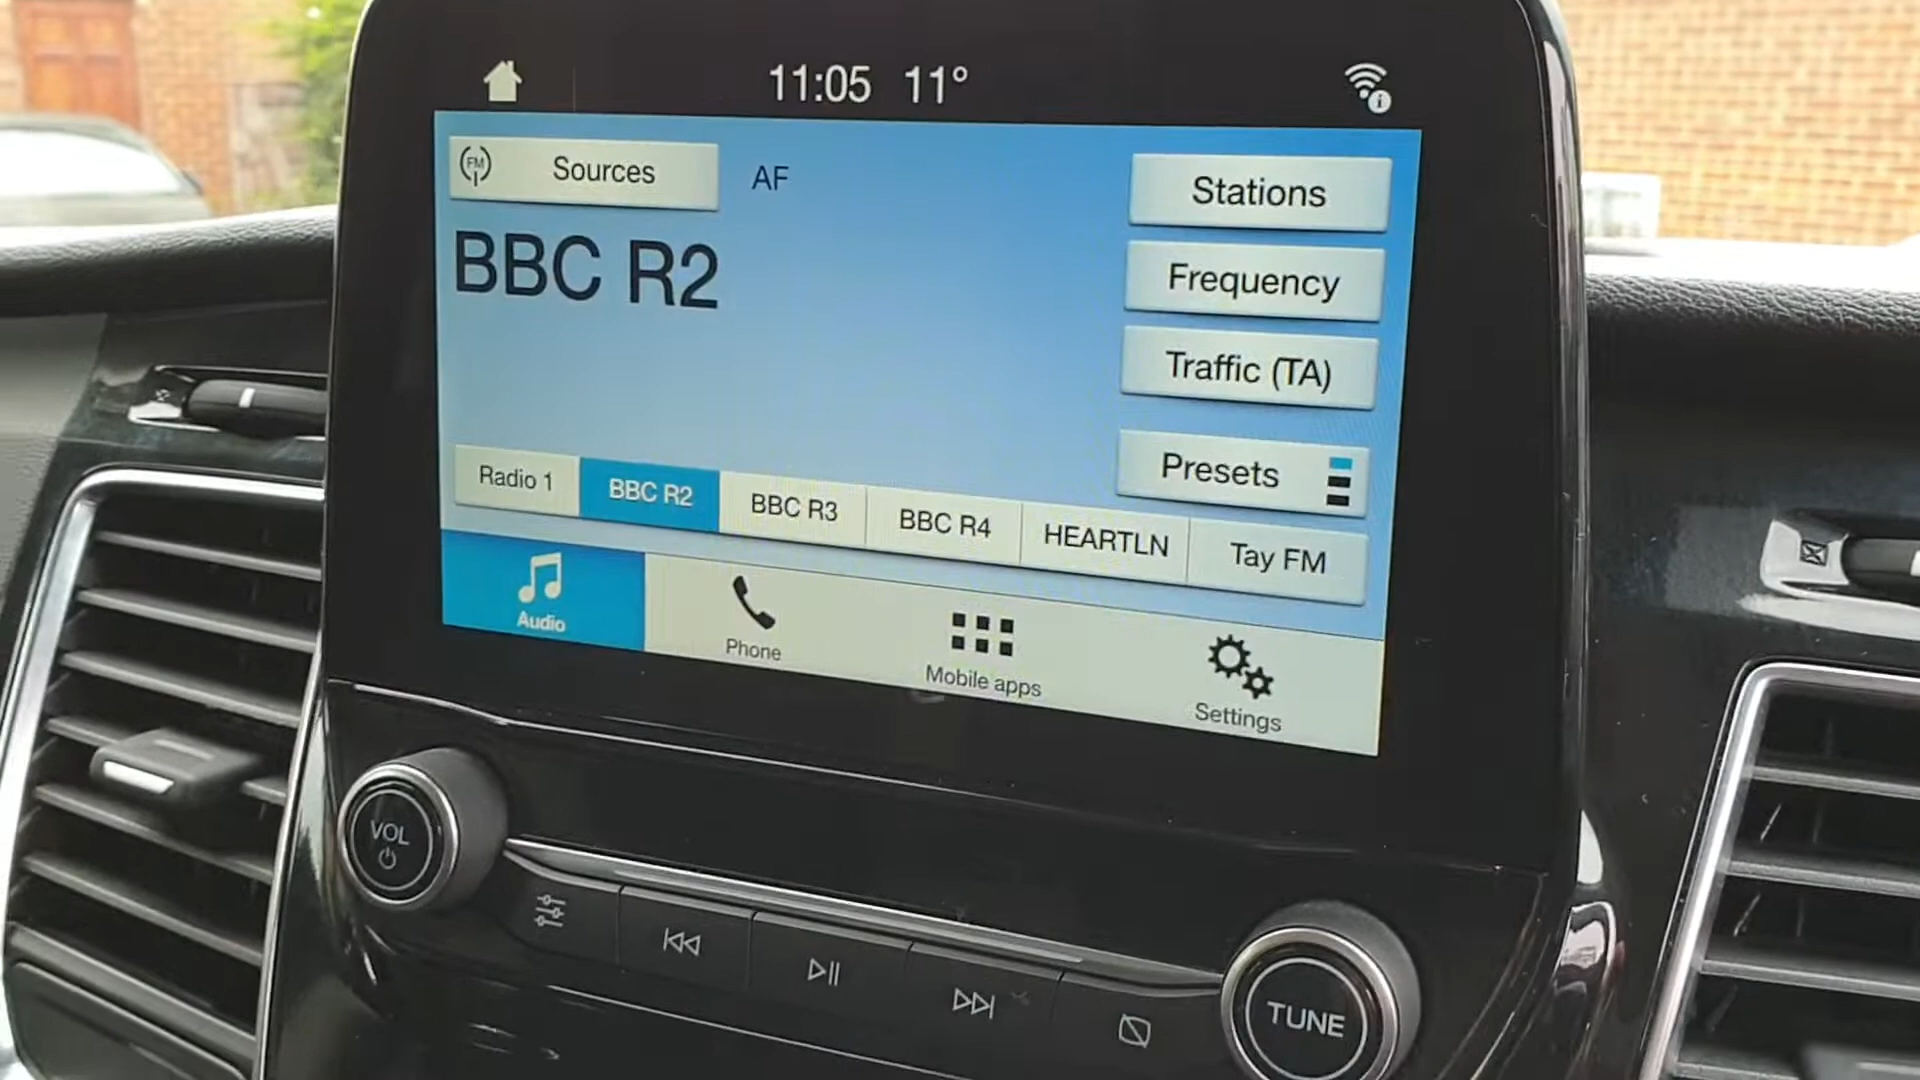 11:05 11°
FM Sources AF
BBC R2
Stations
Frequency
Traffic (TA)
Presets
Radio 1 BBC R2 BBC R3 BBC R4 HEARTLN Tay FM
Audio Phone Mobile apps Settings
VOL
TUNE